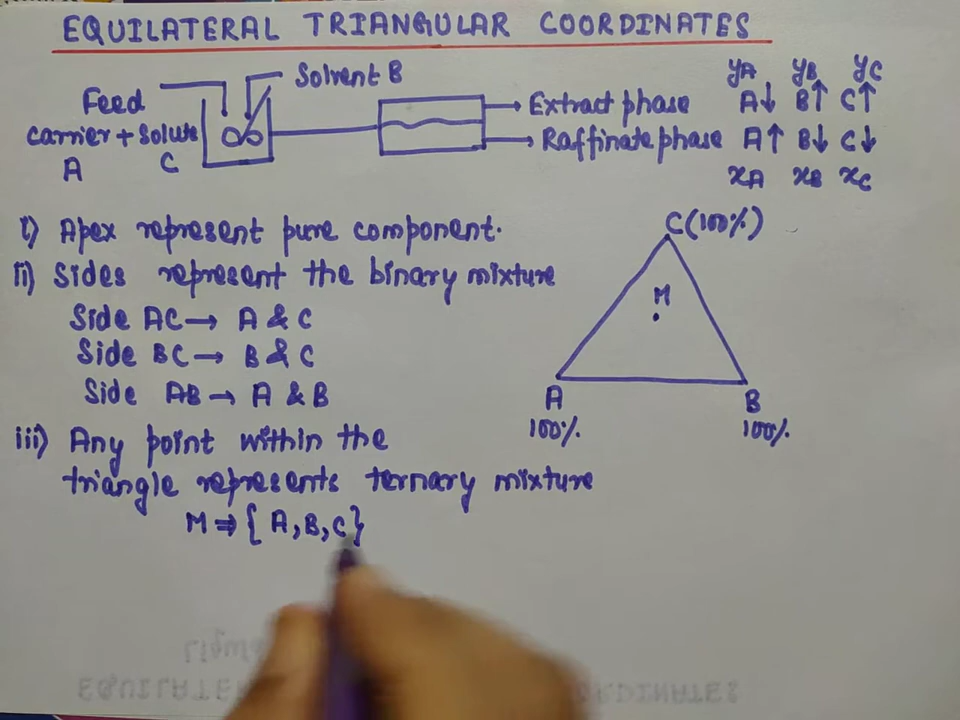 EQUILATERAL TRIANGULAR COORDINATES
Solvent B
Feed
Carrier + Solute
A C
yA yB yC
Extract phase A↓ B↑ C↑
Raffinate phase A↑ B↓ C↓
xA xB xC
i) Apex represent pure component.
ii) Sides represent the binary mixture
Side AC → A & C
Side BC → B & C
Side AB → A & B
iii) Any point within the
triangle represents ternary mixture
M ⇒ { A, B, C }
C (100%)
M
A B
100% 100%